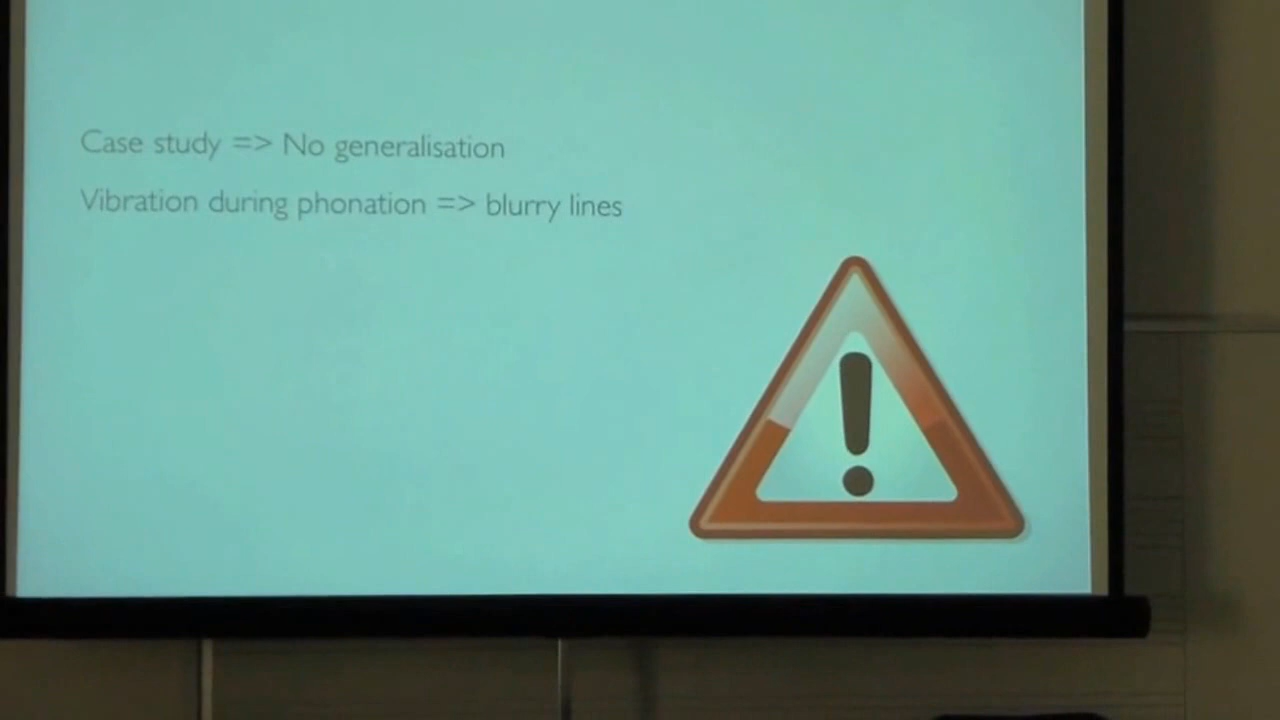 Case study => No generalisation
Vibration during phonation => blurry lines
!